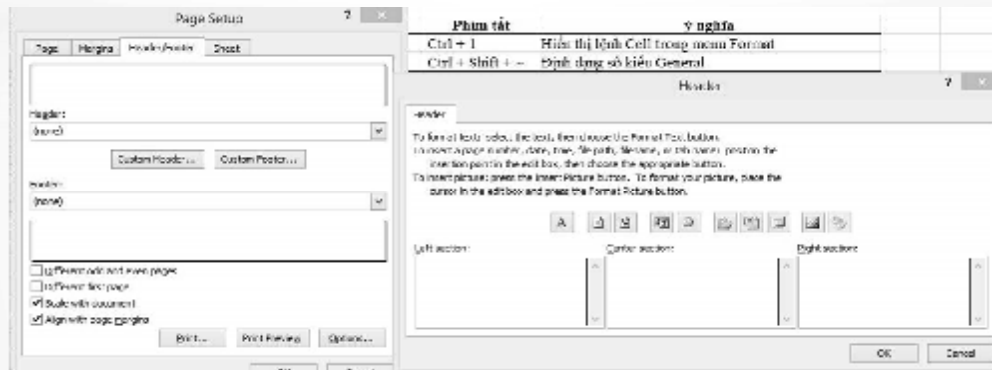 Page Setup ?
Page Margins Header/Footer Sheet
Header:
(none)
Custom Header... Custom Footer...
Footer:
(none)
Different odd and even pages
Different first page
Scale with document
Align with page margins
Print... Print Preview Options...
Phím tắt ý nghĩa
Ctrl + 1 Hiển thị lệnh Cell trong menu Format
Ctrl + Shift + ~ Định dạng số kiểu General
Header ?
Header
To format text: select the text, then choose the Format Text button.
To insert a page number, date, time, file path, filename, or tab name: position the
insertion point in the edit box, then choose the appropriate button.
To insert picture: press the Insert Picture button. To format your picture, place the
cursor in the edit box and press the Format Picture button.
A
Left section: Center section: Right section:
OK Cancel